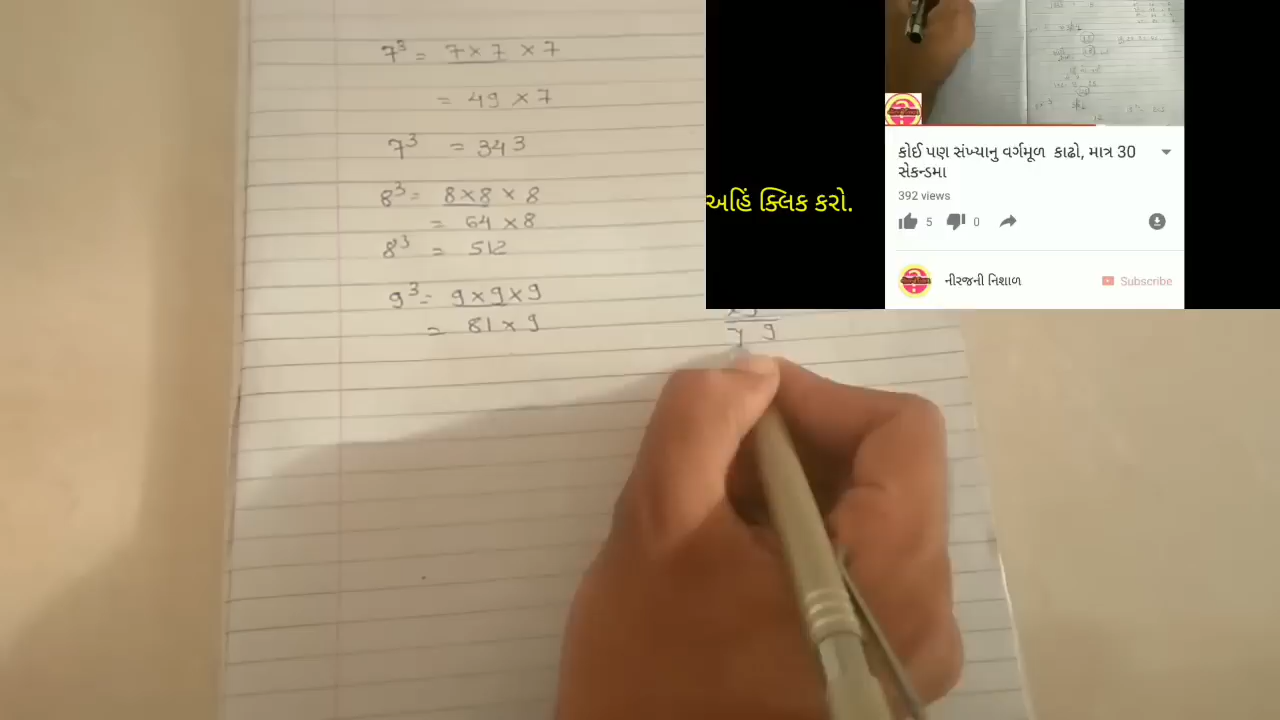 7³ = 7 × 7 × 7
= 49 × 7
7³ = 343
8³ = 8 × 8 × 8
= 64 × 8
8³ = 512
9³ = 9 × 9 × 9
= 81 × 9
9
અહિં ક્લિક કરો.
કોઈ પણ સંખ્યાનુ વર્ગમૂળ કાઢો, માત્ર 30
સેકન્ડમા
392 views
5 0
નીરજની નિશાળ
Subscribe